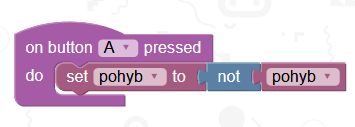 on button A pressed
do set pohyb to not pohyb